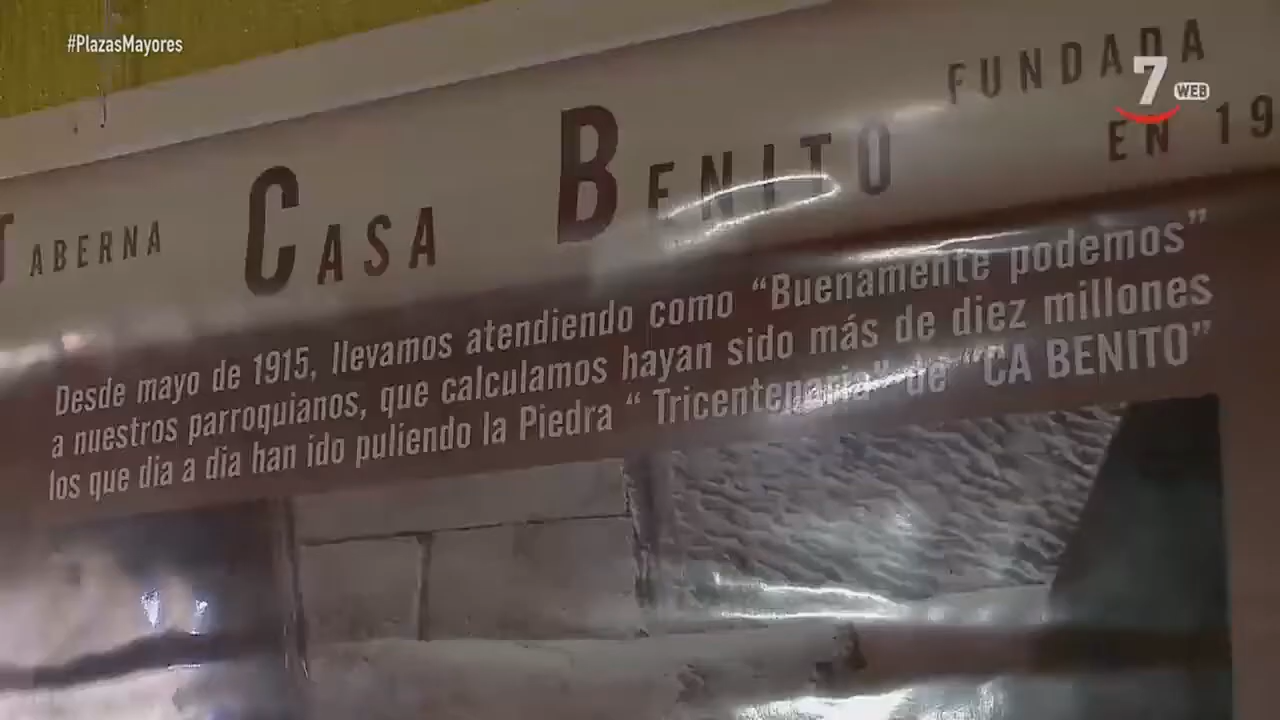 #PlazasMayores
7 WEB
TABERNA CASA BENITO FUNDADA
EN 19
Desde mayo de 1915, llevamos atendiendo como “Buenamente podemos”
a nuestros parroquianos, que calculamos hayan sido más de diez millones
los que dia a dia han ido puliendo la Piedra “ Tricentenaria” de “CA BENITO”